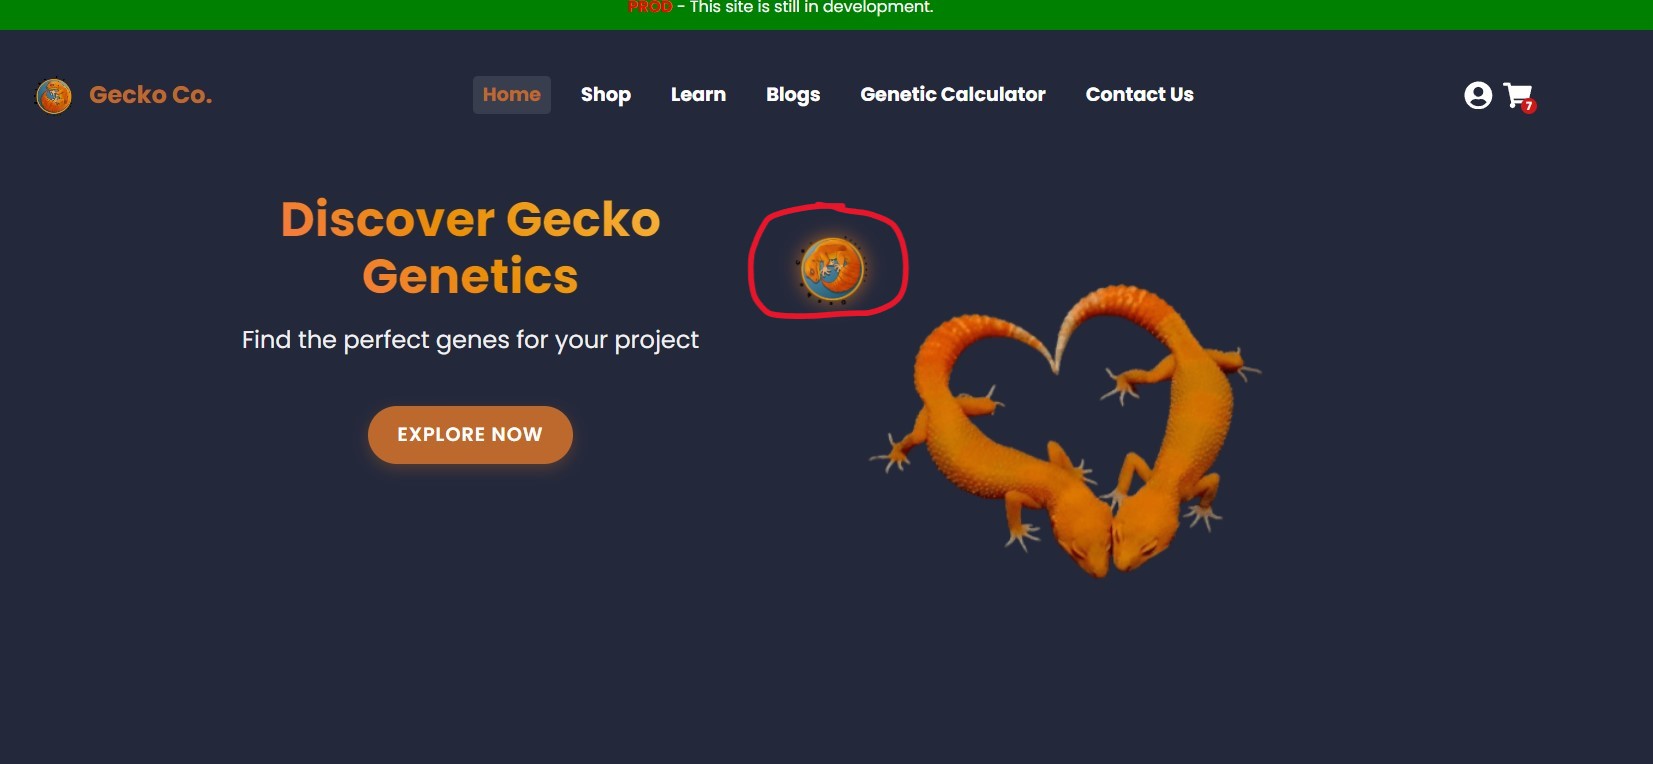 PROD - This site is still in development.
Gecko Co.
Home
Shop
Learn
Blogs
Genetic Calculator
Contact Us
7
Discover Gecko
Genetics
Find the perfect genes for your project
EXPLORE NOW